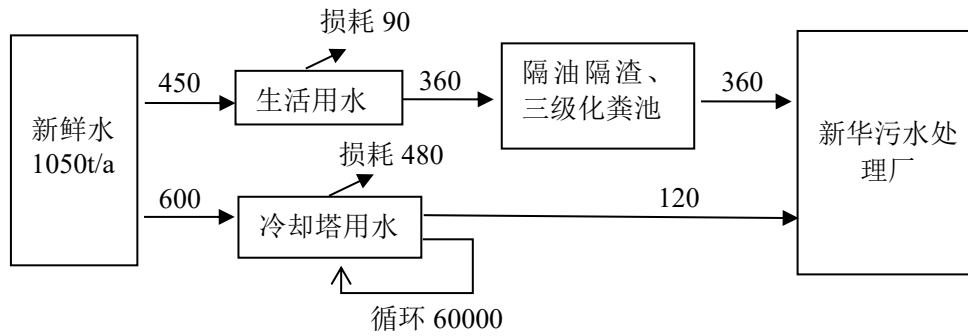 损耗 90
450
生活用水
360
隔油隔渣、
三级化粪池
360
新鲜水
1050t/a
新华污水处
理厂
损耗 480
600
冷却塔用水
120
循环 60000